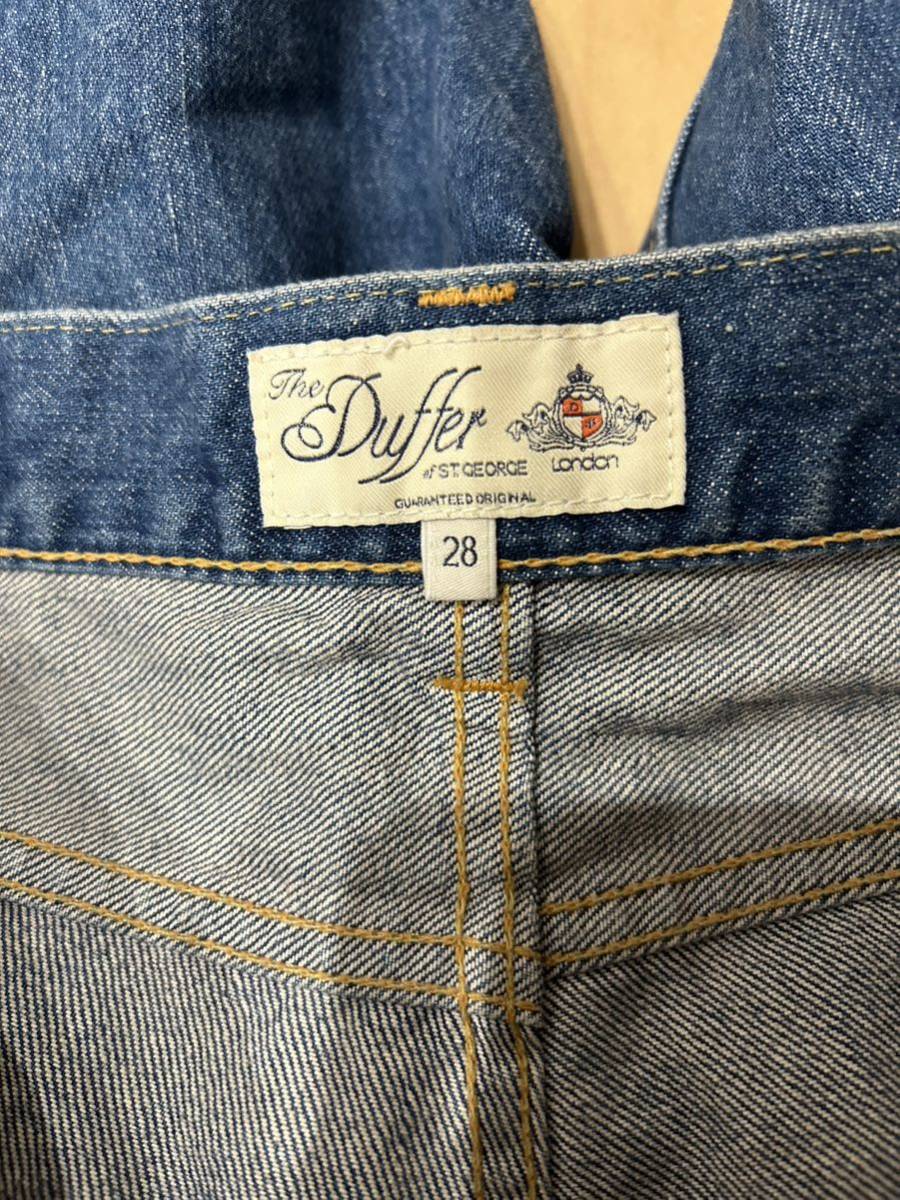 The
Duffer
of ST. GEORGE London
GUARANTEED ORIGINAL
28